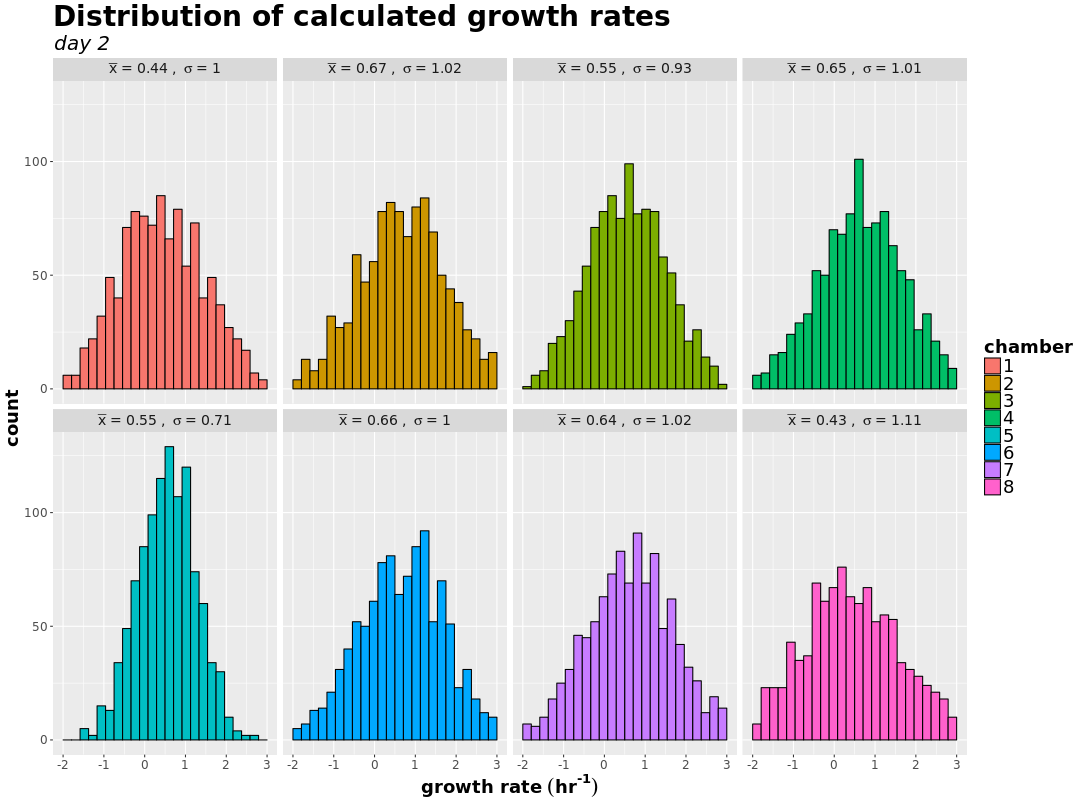 Distribution of calculated growth rates
day 2
x̅ = 0.44 , σ = 1
x̅ = 0.67 , σ = 1.02
x̅ = 0.55 , σ = 0.93
x̅ = 0.65 , σ = 1.01
100
50
0
x̅ = 0.55 , σ = 0.71
x̅ = 0.66 , σ = 1
x̅ = 0.64 , σ = 1.02
x̅ = 0.43 , σ = 1.11
100
50
0
-2 -1 0 1 2 3
-2 -1 0 1 2 3
-2 -1 0 1 2 3
-2 -1 0 1 2 3
count
growth rate (hr⁻¹)
chamber
1
2
3
4
5
6
7
8